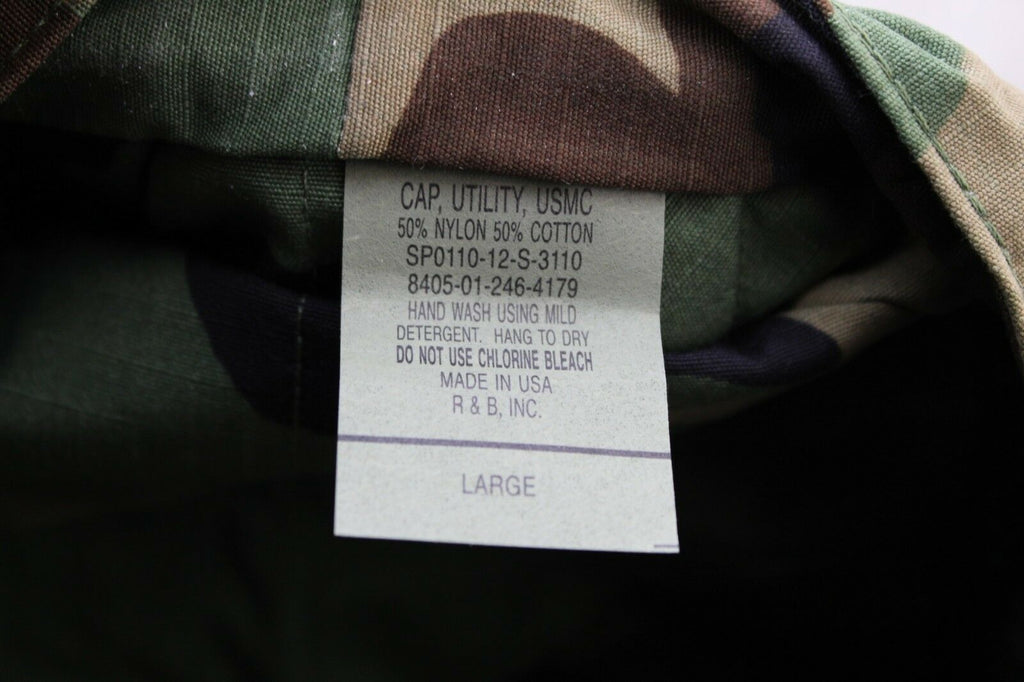 CAP, UTILITY, USMC
50% NYLON 50% COTTON
SP0110-12-S-3110
8405-01-246-4179
HAND WASH USING MILD
DETERGENT. HANG TO DRY
DO NOT USE CHLORINE BLEACH
MADE IN USA
R & B, INC.
LARGE